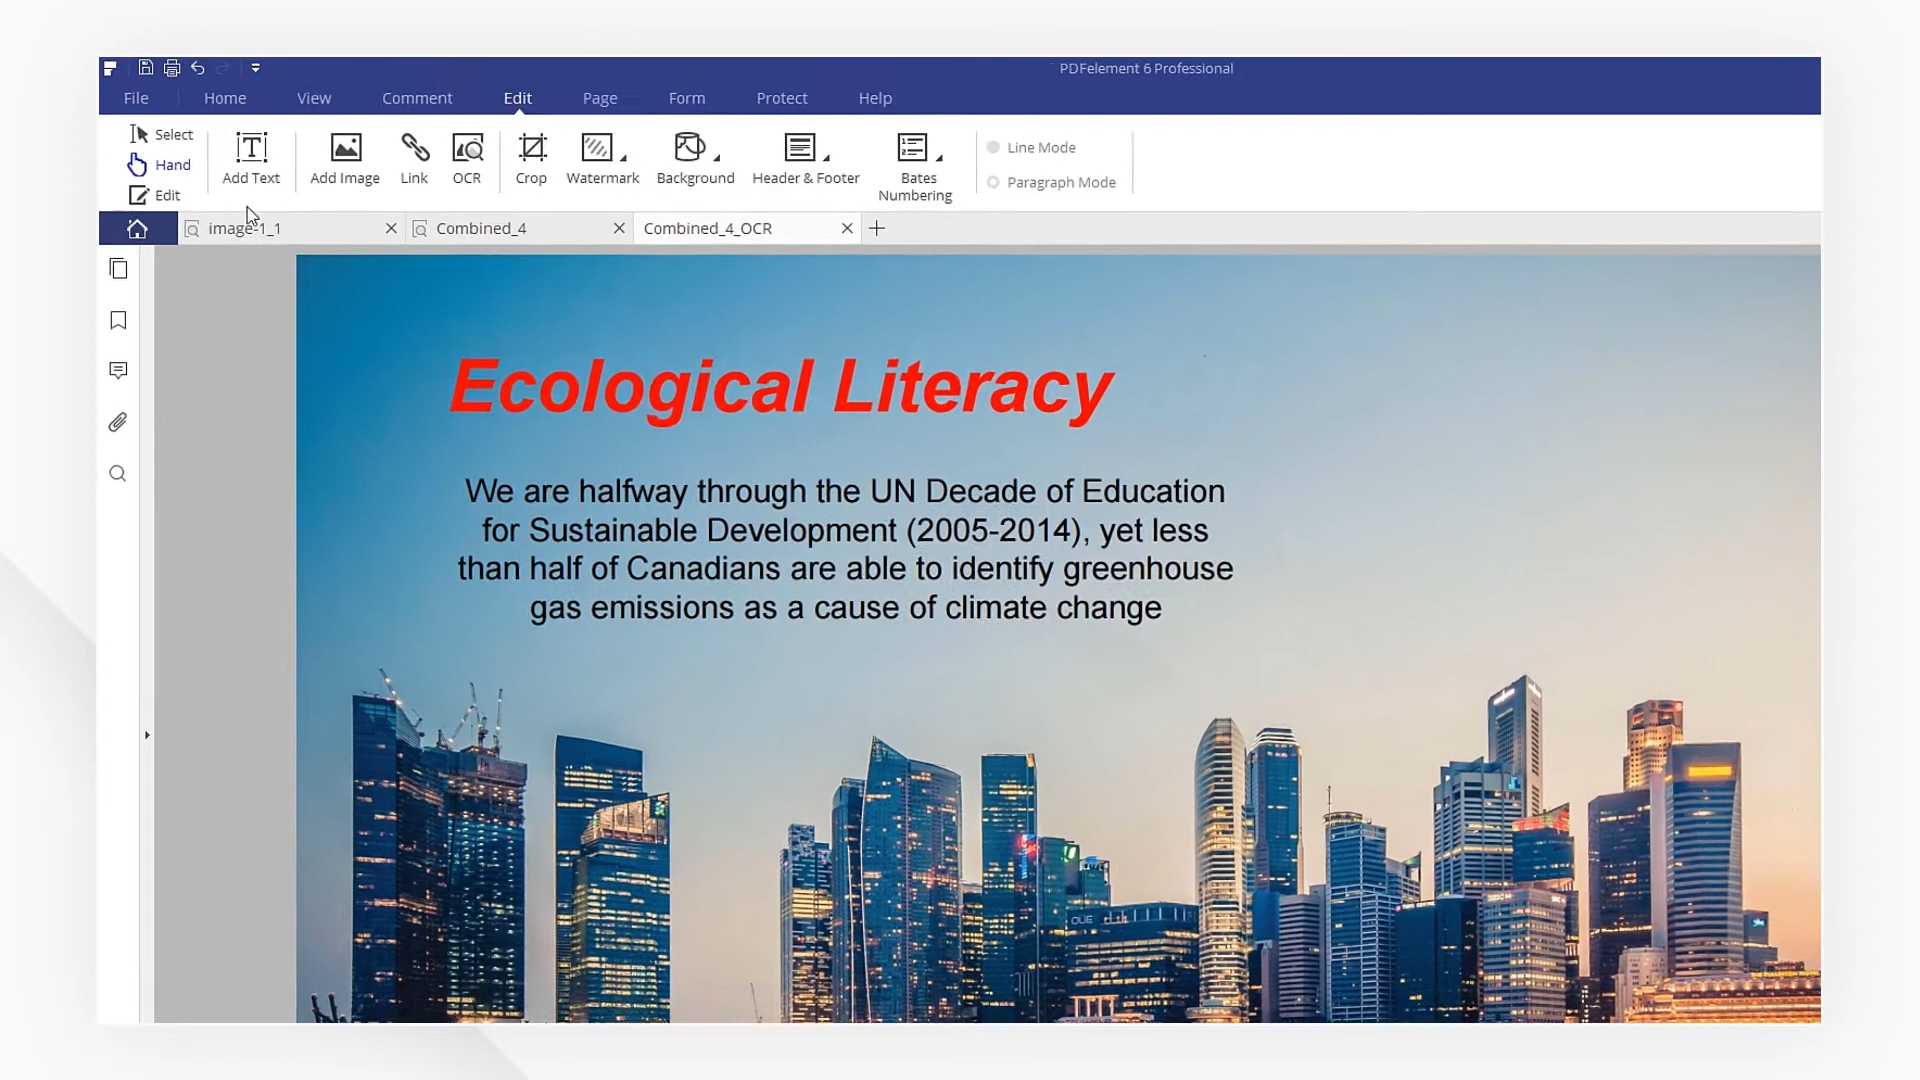 PDFelement 6 Professional
File Home View Comment Edit Page Form Protect Help
Select
Hand
Edit
Add Text
Add Image
Link
OCR
Crop
Watermark
Background
Header & Footer
Bates
Numbering
Line Mode
Paragraph Mode
image-1_1
Combined_4
Combined_4_OCR
Ecological Literacy
We are halfway through the UN Decade of Education
for Sustainable Development (2005-2014), yet less
than half of Canadians are able to identify greenhouse
gas emissions as a cause of climate change
OUE